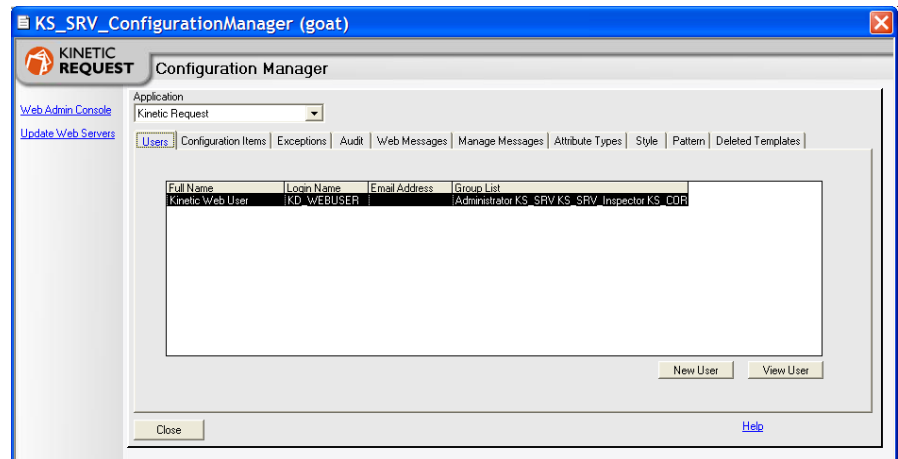 KS_SRV_ConfigurationManager (goat)
KINETIC
REQUEST
Configuration Manager
Web Admin Console
Update Web Servers
Application
Kinetic Request
Users Configuration Items Exceptions Audit Web Messages Manage Messages Attribute Types Style Pattern Deleted Templates
Full Name Login Name Email Address Group List
Kinetic Web User KD_WEBUSER Administrator KS_SRV KS_SRV_Inspector KS_COR
New User View User
Close Help